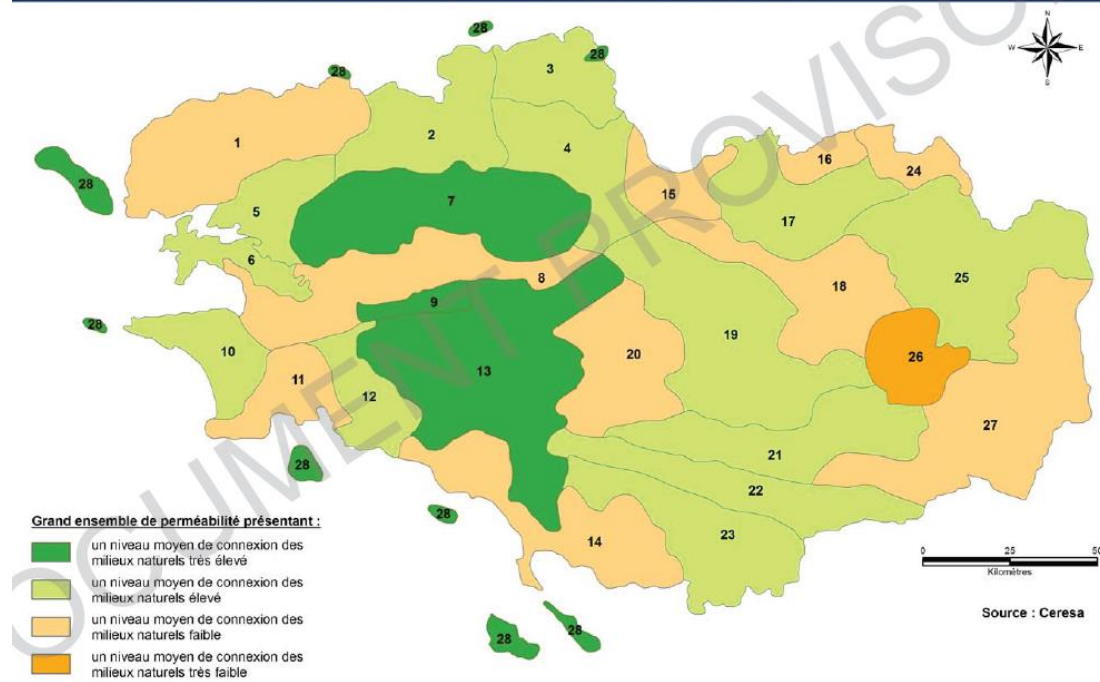 N
W E
S
28
28
28
3
1
2
4
28
16
24
15
7
5
17
6
8
25
18
9
28
19
10
13
20
26
11
12
27
21
28
22
28
14
23
28
28
DOCUMENT PROVISO
Grand ensemble de perméabilité présentant :
un niveau moyen de connexion des
milieux naturels très élevé
un niveau moyen de connexion des
milieux naturels élevé
un niveau moyen de connexion des
milieux naturels faible
un niveau moyen de connexion des
milieux naturels très faible
0 25 50
Kilomètres
Source : Ceresa